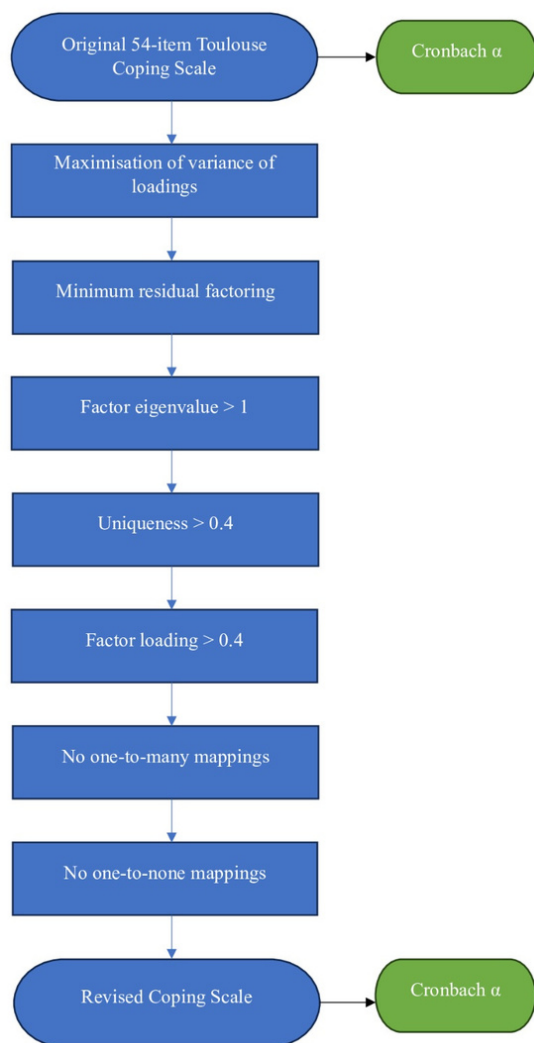 Original 54-item Toulouse
Coping Scale
Cronbach α
Maximisation of variance of
loadings
Minimum residual factoring
Factor eigenvalue > 1
Uniqueness > 0.4
Factor loading > 0.4
No one-to-many mappings
No one-to-none mappings
Revised Coping Scale
Cronbach α